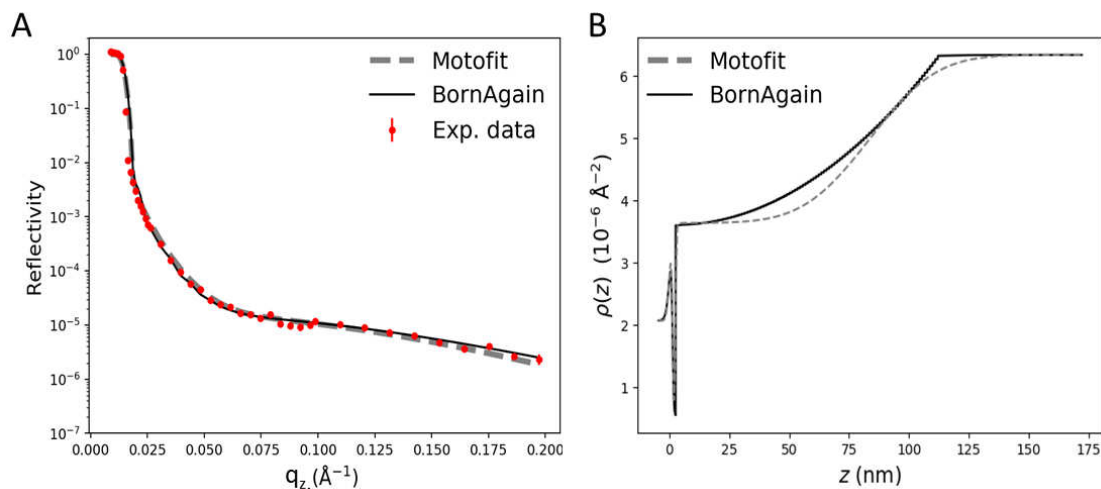 A
Motofit
BornAgain
Exp. data
10⁰
10⁻¹
10⁻²
10⁻³
10⁻⁴
10⁻⁵
10⁻⁶
10⁻⁷
Reflectivity
0.000 0.025 0.050 0.075 0.100 0.125 0.150 0.175 0.200
q_z.(Å⁻¹)
B
Motofit
BornAgain
6
5
4
3
2
1
ρ(z) (10⁻⁶ Å⁻²)
0 25 50 75 100 125 150 175
z (nm)